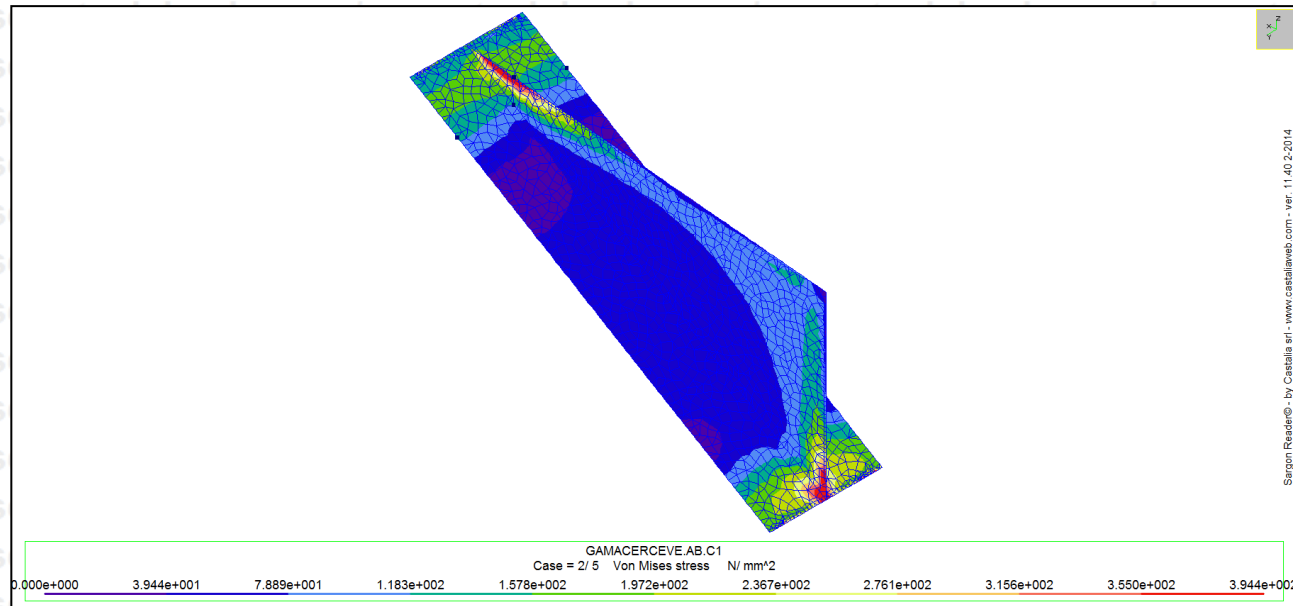 Z
X
Y
Sargon Reader© - by Castalia srl - www.castaliaweb.com - ver. 11.40 2-2014
GAMACERCEVE.AB.C1
Case = 2/ 5 Von Mises stress N/ mm^2
0.000e+000 3.944e+001 7.889e+001 1.183e+002 1.578e+002 1.972e+002 2.367e+002 2.761e+002 3.156e+002 3.550e+002 3.944e+002